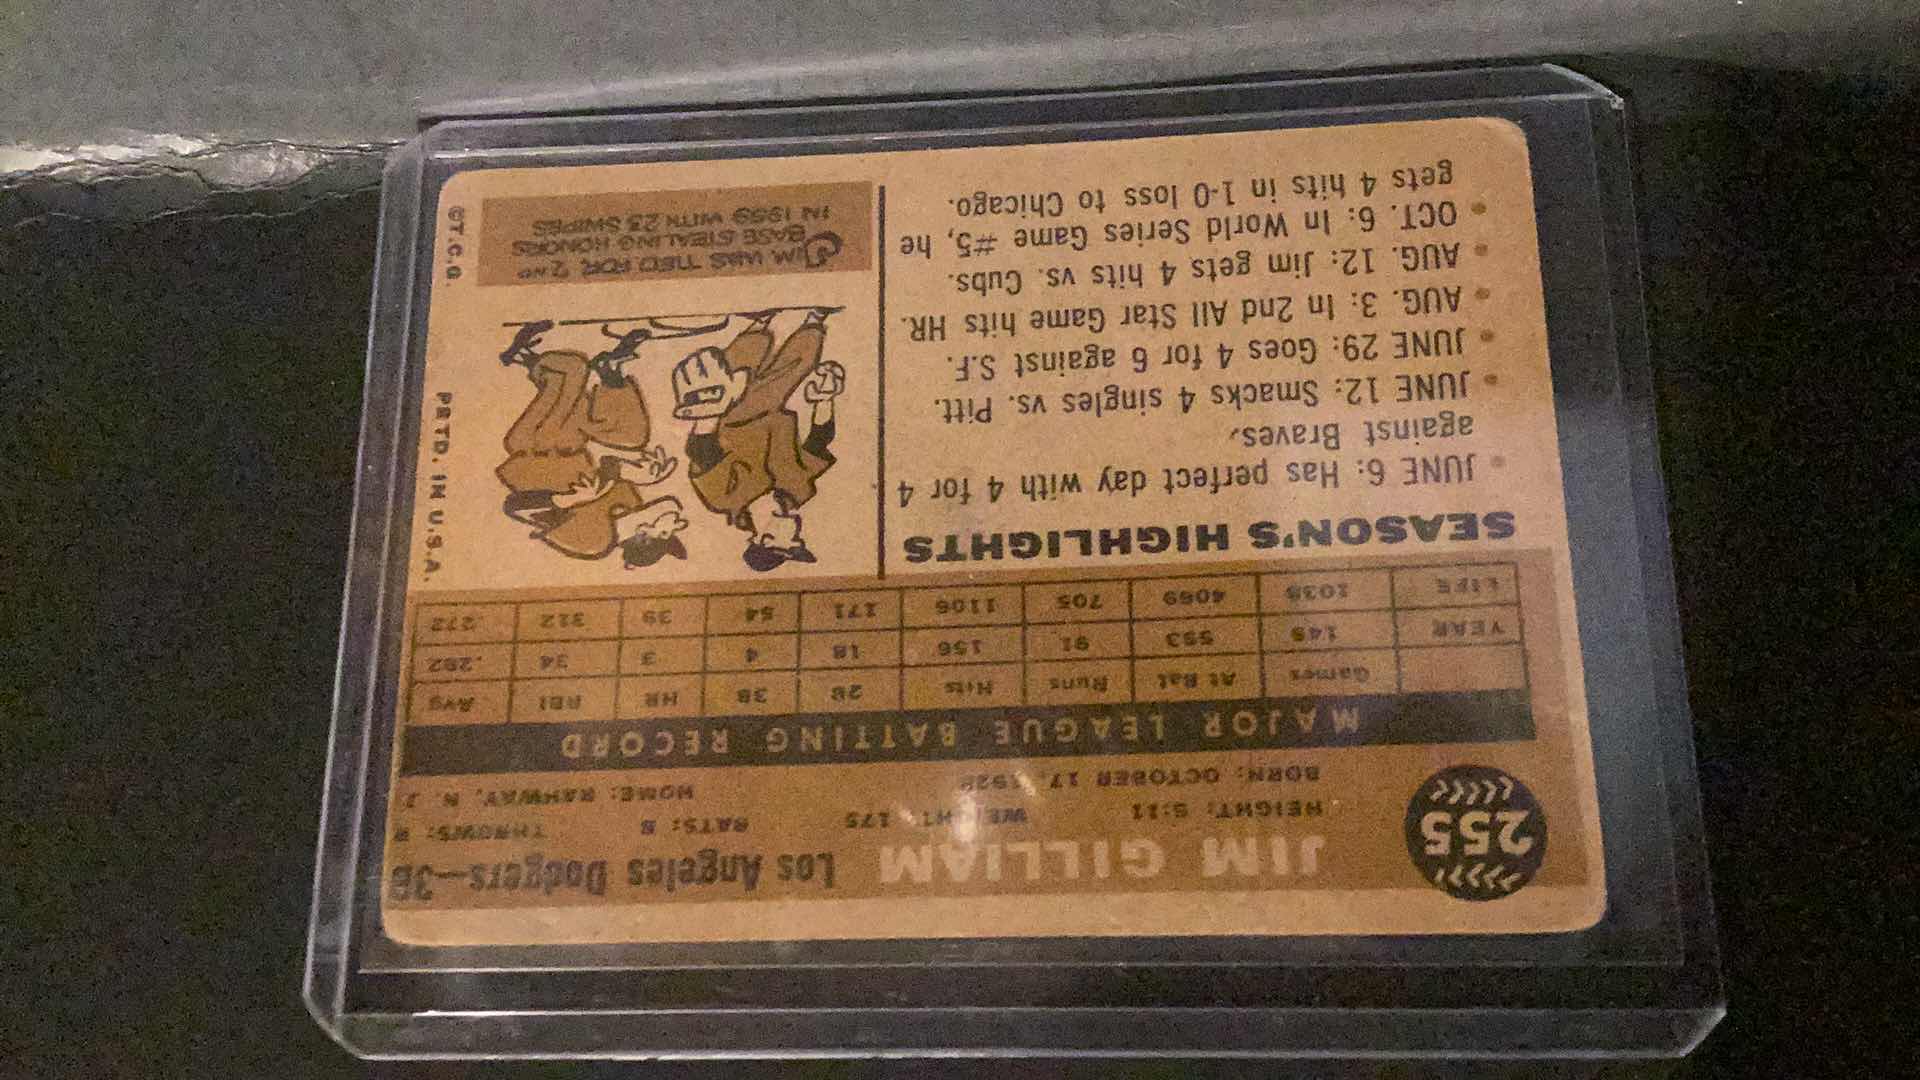 255
JIM GILLIAM Los Angeles Dodgers—3B
HEIGHT: 5:11 WEIGHT: 175 BATS: B THROWS: R
BORN: OCTOBER 17, 1928 HOME: RAHWAY, N. J.
MAJOR LEAGUE BATTING RECORD
Games At Bat Runs Hits 2B 3B HR RBI Avg
YEAR 145 553 91 156 18 4 3 34 .282
LIFE 1038 4069 705 1106 171 54 39 312 .272
SEASON'S HIGHLIGHTS
• JUNE 6: Has perfect day with 4 for 4
against Braves.
• JUNE 12: Smacks 4 singles vs. Pitt.
• JUNE 29: Goes 4 for 6 against S.F.
• AUG. 3: In 2nd All Star Game hits HR.
• AUG. 12: Jim gets 4 hits vs. Cubs.
• OCT. 6: In World Series Game #5, he
gets 4 hits in 1-0 loss to Chicago.
JIM WAS TIED FOR 2ND
BASE STEALING HONORS
IN 1959 WITH 23 SWIPES
©T.C.G. PRTD. IN U.S.A.